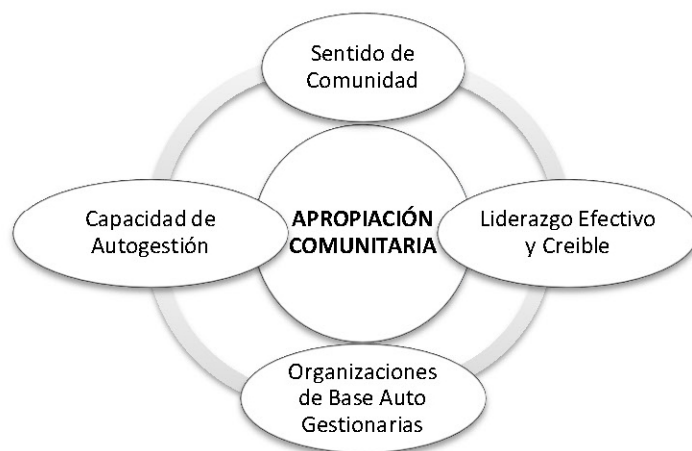 Sentido de
Comunidad
Capacidad de
Autogestión
APROPIACIÓN
COMUNITARIA
Liderazgo Efectivo
y Creible
Organizaciones
de Base Auto
Gestionarias